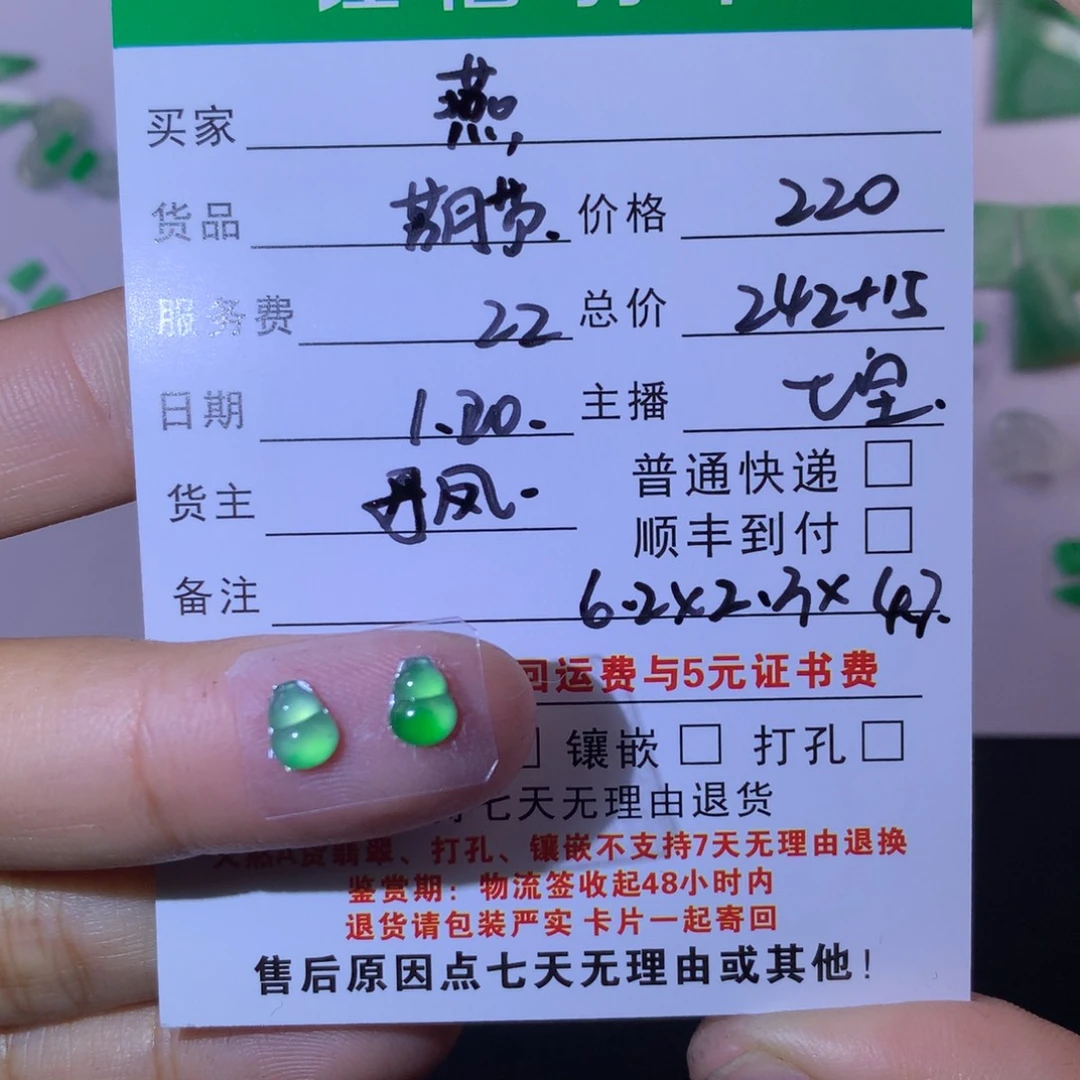 买家 燕
货品 价格 220
服务费 22 总价 242+15
日期 1.20. 主播 七宝.
货主 丹凤. 普通快递 □
顺丰到付 □
备注 6.2×2.7×(4)
回运费与5元证书费
镶嵌 □ 打孔 □
七天无理由退货
翡翠、打孔、镶嵌不支持7天无理由退换
鉴赏期：物流签收起48小时内
退货请包装严实 卡片一起寄回
售后原因点七天无理由或其他！